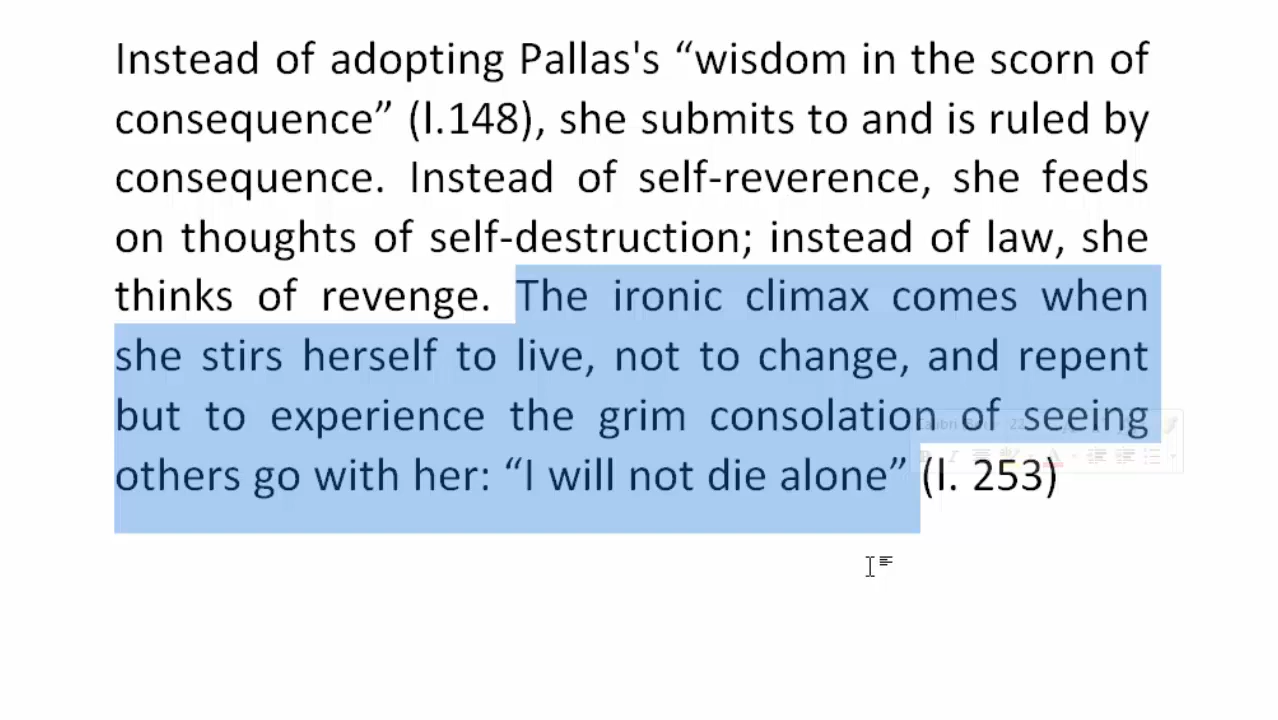 Instead of adopting Pallas's “wisdom in the scorn of
consequence” (l.148), she submits to and is ruled by
consequence. Instead of self-reverence, she feeds
on thoughts of self-destruction; instead of law, she
thinks of revenge. The ironic climax comes when
she stirs herself to live, not to change, and repent
but to experience the grim consolation of seeing
others go with her: “I will not die alone” (l. 253)